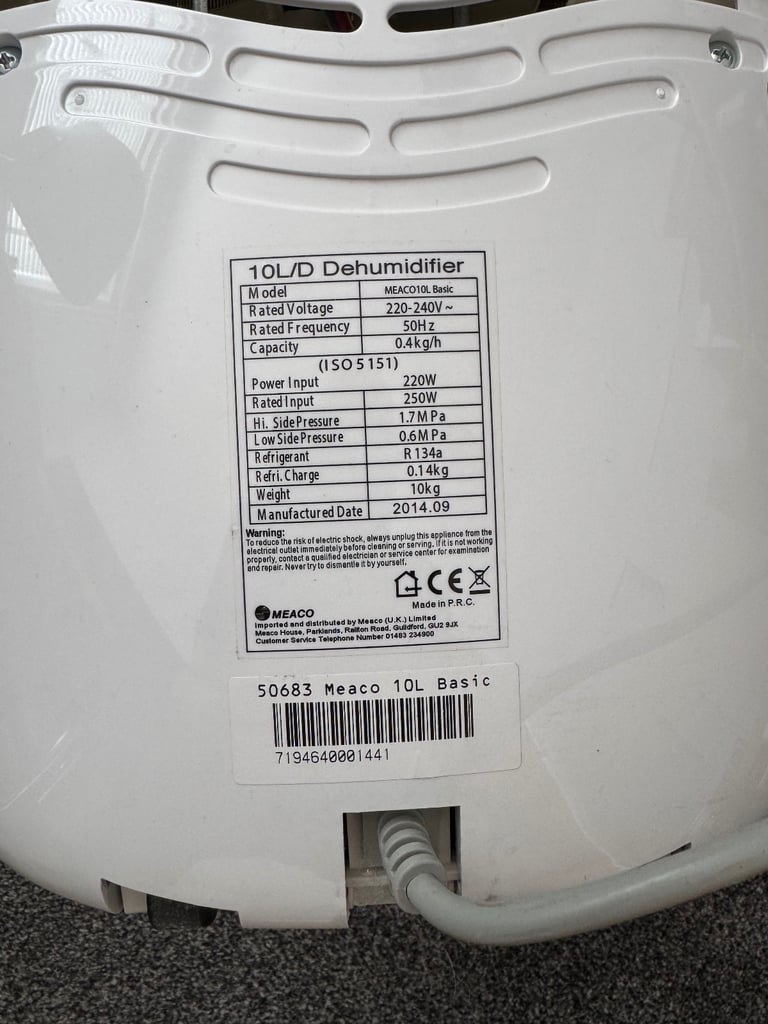 10L/D Dehumidifier
Model MEACO10L Basic
Rated Voltage 220-240V ~
Rated Frequency 50Hz
Capacity 0.4kg/h
(ISO5151)
Power Input 220W
Rated Input 250W
Hi. Side Pressure 1.7MPa
Low Side Pressure 0.6MPa
Refrigerant R134a
Refri. Charge 0.14kg
Weight 10kg
Manufactured Date 2014.09
Warning:
To reduce the risk of electric shock, always unplug this appliance from the
electrical outlet immediately before cleaning or serving. If it is not working
properly, contact a qualified electrician or service center for examination
and repair. Never try to dismantle it by yourself.
CE
Made in P.R.C.
MEACO
Imported and distributed by Meaco (U.K.) Limited
Meaco House, Parklands, Railton Road, Guildford, GU2 9JX
Customer Service Telephone Number 01483 234900
50683 Meaco 10L Basic
7194640001441